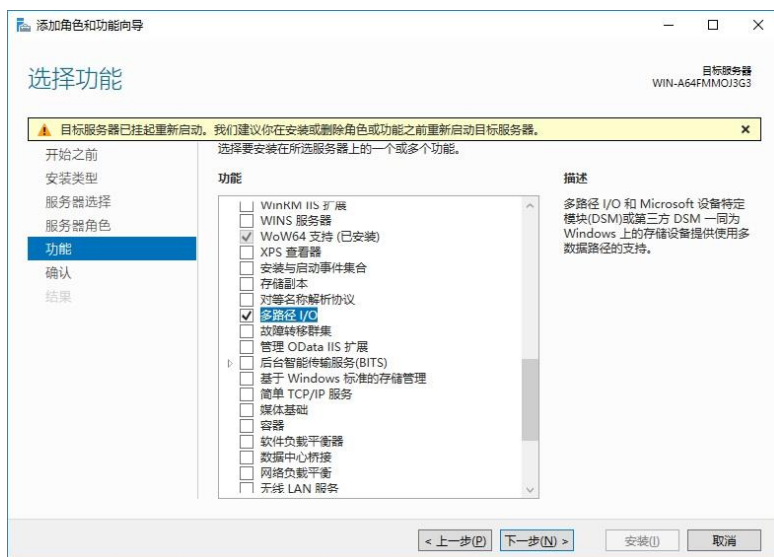 添加角色和功能向导
选择功能
目标服务器
WIN-A64FMMOJ3G3
目标服务器已挂起重新启动。我们建议你在安装或删除角色或功能之前重新启动目标服务器。
开始之前
安装类型
服务器选择
服务器角色
功能
确认
结果
选择要安装在所选服务器上的一个或多个功能。
功能
WinRM IIS 扩展
WINS 服务器
WoW64 支持 (已安装)
XPS 查看器
安装与启动事件集合
存储副本
对等名称解析协议
多路径 I/O
故障转移群集
管理 OData IIS 扩展
后台智能传输服务(BITS)
基于 Windows 标准的存储管理
简单 TCP/IP 服务
媒体基础
容器
软件负载平衡器
数据中心桥接
网络负载平衡
无线 LAN 服务
描述
多路径 I/O 和 Microsoft 设备特定
模块(DSM)或第三方 DSM 一同为
Windows 上的存储设备提供使用多
数据路径的支持。
< 上一步(P)
下一步(N) >
安装(I)
取消